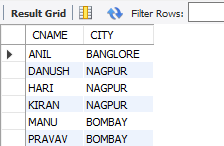 Result Grid Filter Rows:
CNAME CITY
ANIL BANGLORE
DANUSH NAGPUR
HARI NAGPUR
KIRAN NAGPUR
MANU BOMBAY
PRAVAV BOMBAY